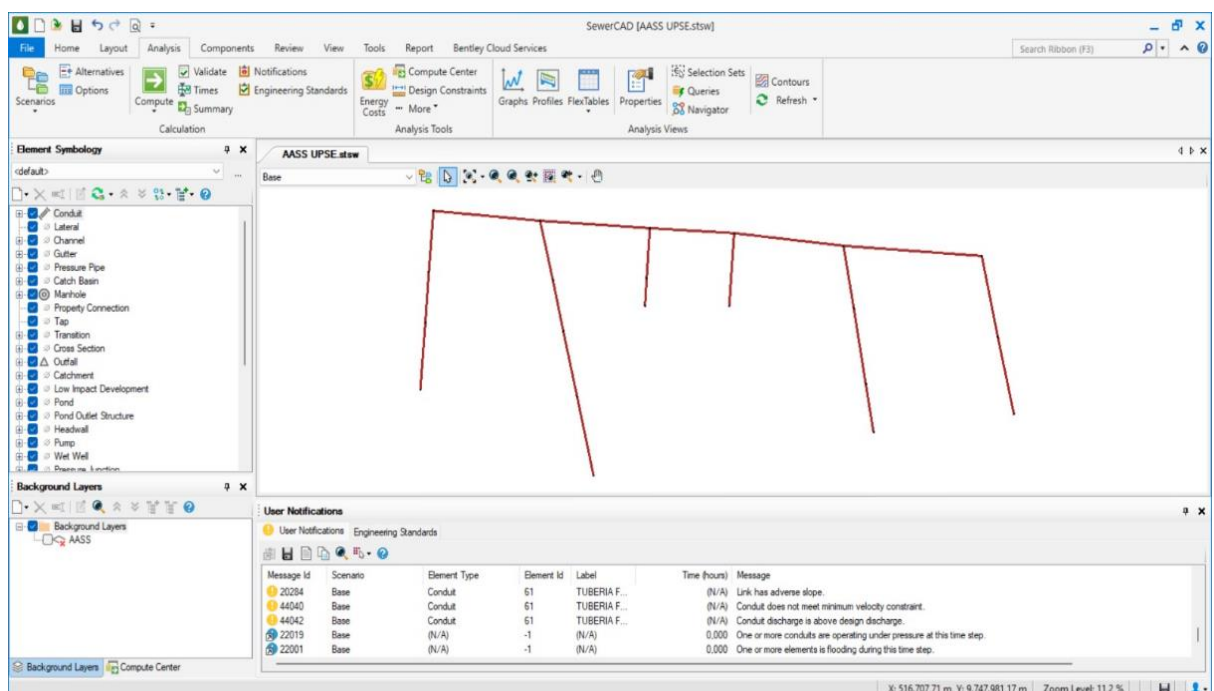 SewerCAD [AASS UPSE.stsw]
File Home Layout Analysis Components Review View Tools Report Bentley Cloud Services Search Ribbon (F3)
Scenarios
Alternatives
Options
Compute
Validate
Times
Summary
Notifications
Engineering Standards
Calculation
Energy Costs
Compute Center
Design Constraints
More
Analysis Tools
Graphs Profiles FlexTables Properties
Selection Sets
Queries
Navigator
Contours
Refresh
Analysis Views
Element Symbology
<default>
Conduit
Lateral
Channel
Gutter
Pressure Pipe
Catch Basin
Manhole
Property Connection
Tap
Transition
Cross Section
Outfall
Catchment
Low Impact Development
Pond
Pond Outlet Structure
Headwall
Pump
Wet Well
Pressure Junction
Background Layers
Background Layers
AASS
Background Layers Compute Center
AASS UPSE.stsw
Base
User Notifications
User Notifications Engineering Standards
Message Id Scenario Element Type Element Id Label Time (hours) Message
20284 Base Conduit 61 TUBERIA F... (N/A) Link has adverse slope.
44040 Base Conduit 61 TUBERIA F... (N/A) Conduit does not meet minimum velocity constraint.
44042 Base Conduit 61 TUBERIA F... (N/A) Conduit discharge is above design discharge.
22019 Base (N/A) -1 (N/A) 0,000 One or more conduits are operating under pressure at this time step.
22001 Base (N/A) -1 (N/A) 0,000 One or more elements is flooding during this time step.
X: 516.707,71 m, Y: 9.747.981,17 m Zoom Level: 11,2 %